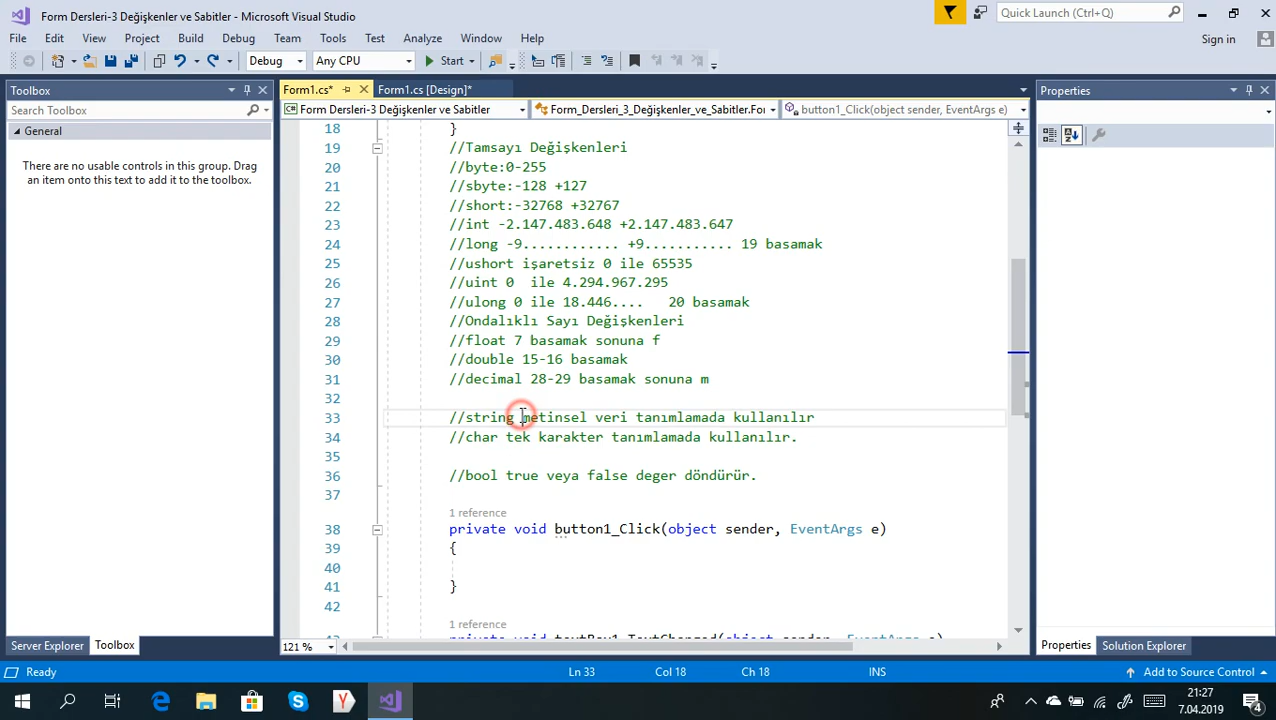 Form Dersleri-3 Değişkenler ve Sabitler - Microsoft Visual Studio
Quick Launch (Ctrl+Q)
File Edit View Project Build Debug Team Tools Test Analyze Window Help
Sign in
Debug Any CPU Start
Toolbox
Form1.cs* Form1.cs [Design]*
Properties
Search Toolbox
Form Dersleri-3 Değişkenler ve Sabitler Form_Dersleri_3_Değişkenler_ve_Sabitler.For button1_Click(object sender, EventArgs e)
General
There are no usable controls in this group. Drag
an item onto this text to add it to the toolbox.
18 }
19 //Tamsayı Değişkenleri
20 //byte:0-255
21 //sbyte:-128 +127
22 //short:-32768 +32767
23 //int -2.147.483.648 +2.147.483.647
24 //long -9............ +9........... 19 basamak
25 //ushort işaretsiz 0 ile 65535
26 //uint 0  ile 4.294.967.295
27 //ulong 0 ile 18.446....   20 basamak
28 //Ondalıklı Sayı Değişkenleri
29 //float 7 basamak sonuna f
30 //double 15-16 basamak
31 //decimal 28-29 basamak sonuna m
32
33 //string metinsel veri tanımlamada kullanılır
34 //char tek karakter tanımlamada kullanılır.
35
36 //bool true veya false deger döndürür.
37
1 reference
38 private void button1_Click(object sender, EventArgs e)
39 {
40
41 }
42
1 reference
43 private void textBox1_TextChanged(object sender, EventArgs e)
121 %
Server Explorer Toolbox
Properties Solution Explorer
Ready Ln 33 Col 18 Ch 18 INS Add to Source Control
21:27
7.04.2019
4